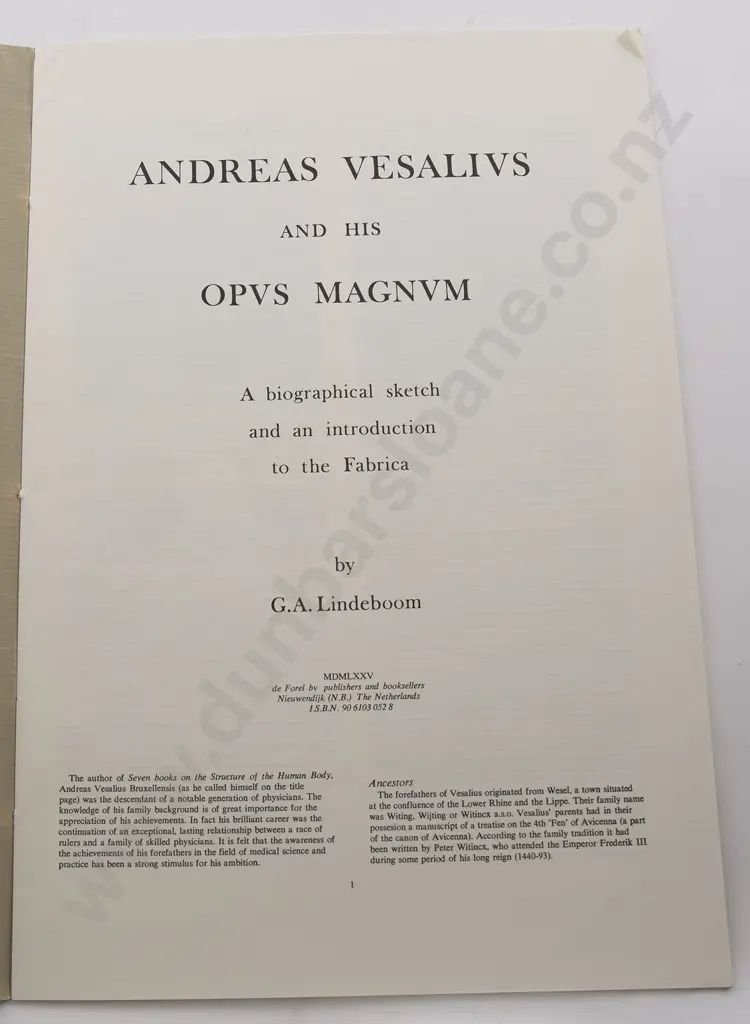 ANDREAS VESALIVS
AND HIS
OPVS MAGNVM
A biographical sketch
and an introduction
to the Fabrica
by
G.A. Lindeboom
MDMLXXV
de Forel bv publishers and booksellers
Nieuwendijk (N.B.) The Netherlands
I.S.B.N. 90 6103 052 8
The author of Seven books on the Structure of the Human Body,
Andreas Vesalius Bruxellensis (as he called himself on the title
page) was the descendant of a notable generation of physicians. The
knowledge of his family background is of great importance for the
appreciation of his achievements. In fact his brilliant career was the
continuation of an exceptional, lasting relationship between a race of
rulers and a family of skilled physicians. It is felt that the awareness of
the achievements of his forefathers in the field of medical science and
practice has been a strong stimulus for his ambition.
Ancestors
The forefathers of Vesalius originated from Wesel, a town situated
at the confluence of the Lower Rhine and the Lippe. Their family name
was Witing, Wijting or Witincx a.s.o. Vesalius' parents had in their
possesion a manuscript of a treatise on the 4th 'Fen' of Avicenna (a part
of the canon of Avicenna). According to the family tradition it had
been written by Peter Witincx, who attended the Emperor Frederik III
during some period of his long reign (1440-93).
1
www.dunbarsloane.co.nz